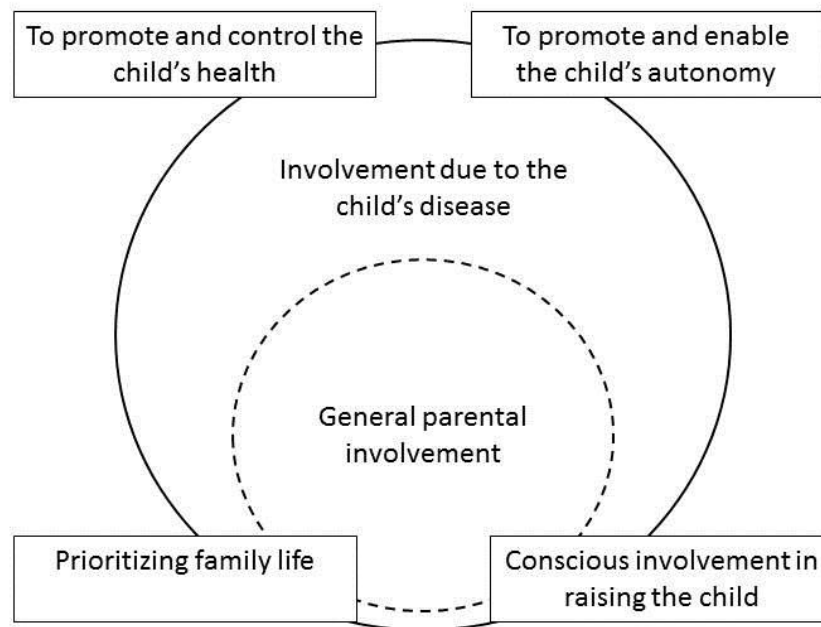 To promote and control the
child's health
To promote and enable
the child's autonomy
Involvement due to the
child's disease
General parental
involvement
Prioritizing family life
Conscious involvement in
raising the child